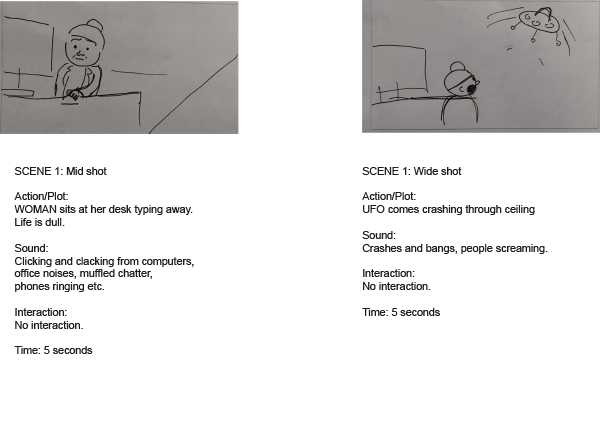 SCENE 1: Mid shot
Action/Plot:
WOMAN sits at her desk typing away.
Life is dull.
Sound:
Clicking and clacking from computers,
office noises, muffled chatter,
phones ringing etc.
Interaction:
No interaction.
Time: 5 seconds
SCENE 1: Wide shot
Action/Plot:
UFO comes crashing through ceiling
Sound:
Crashes and bangs, people screaming.
Interaction:
No interaction.
Time: 5 seconds